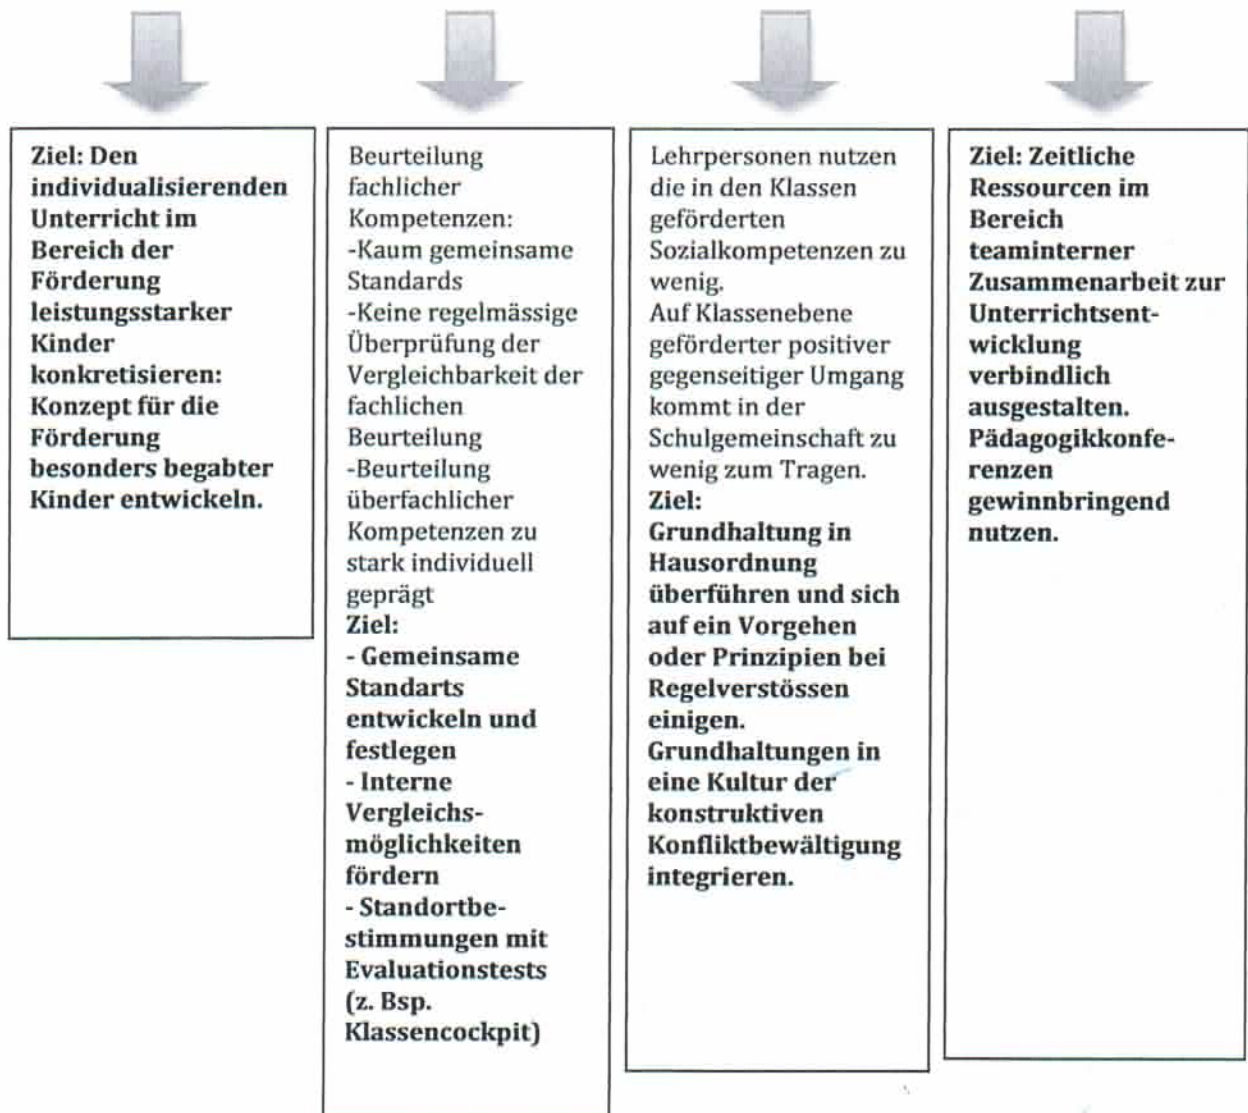 Ziel: Den
individualisierenden
Unterricht im
Bereich der
Förderung
leistungsstarker
Kinder
konkretisieren:
Konzept für die
Förderung
besonders begabter
Kinder entwickeln.
Beurteilung
fachlicher
Kompetenzen:
-Kaum gemeinsame
Standards
-Keine regelmässige
Überprüfung der
Vergleichbarkeit der
fachlichen
Beurteilung
-Beurteilung
überfachlicher
Kompetenzen zu
stark individuell
geprägt
Ziel:
- Gemeinsame
Standarts
entwickeln und
festlegen
- Interne
Vergleichs-
möglichkeiten
fördern
- Standortbe-
stimmungen mit
Evaluationstests
(z. Bsp.
Klassencockpit)
Lehrpersonen nutzen
die in den Klassen
geförderten
Sozialkompetenzen zu
wenig.
Auf Klassenebene
geförderter positiver
gegenseitiger Umgang
kommt in der
Schulgemeinschaft zu
wenig zum Tragen.
Ziel:
Grundhaltung in
Hausordnung
überführen und sich
auf ein Vorgehen
oder Prinzipien bei
Regelverstössen
einigen.
Grundhaltungen in
eine Kultur der
konstruktiven
Konfliktbewältigung
integrieren.
Ziel: Zeitliche
Ressourcen im
Bereich
teaminterner
Zusammenarbeit zur
Unterrichtsent-
wicklung
verbindlich
ausgestalten.
Pädagogikkonfe-
renzen
gewinnbringend
nutzen.